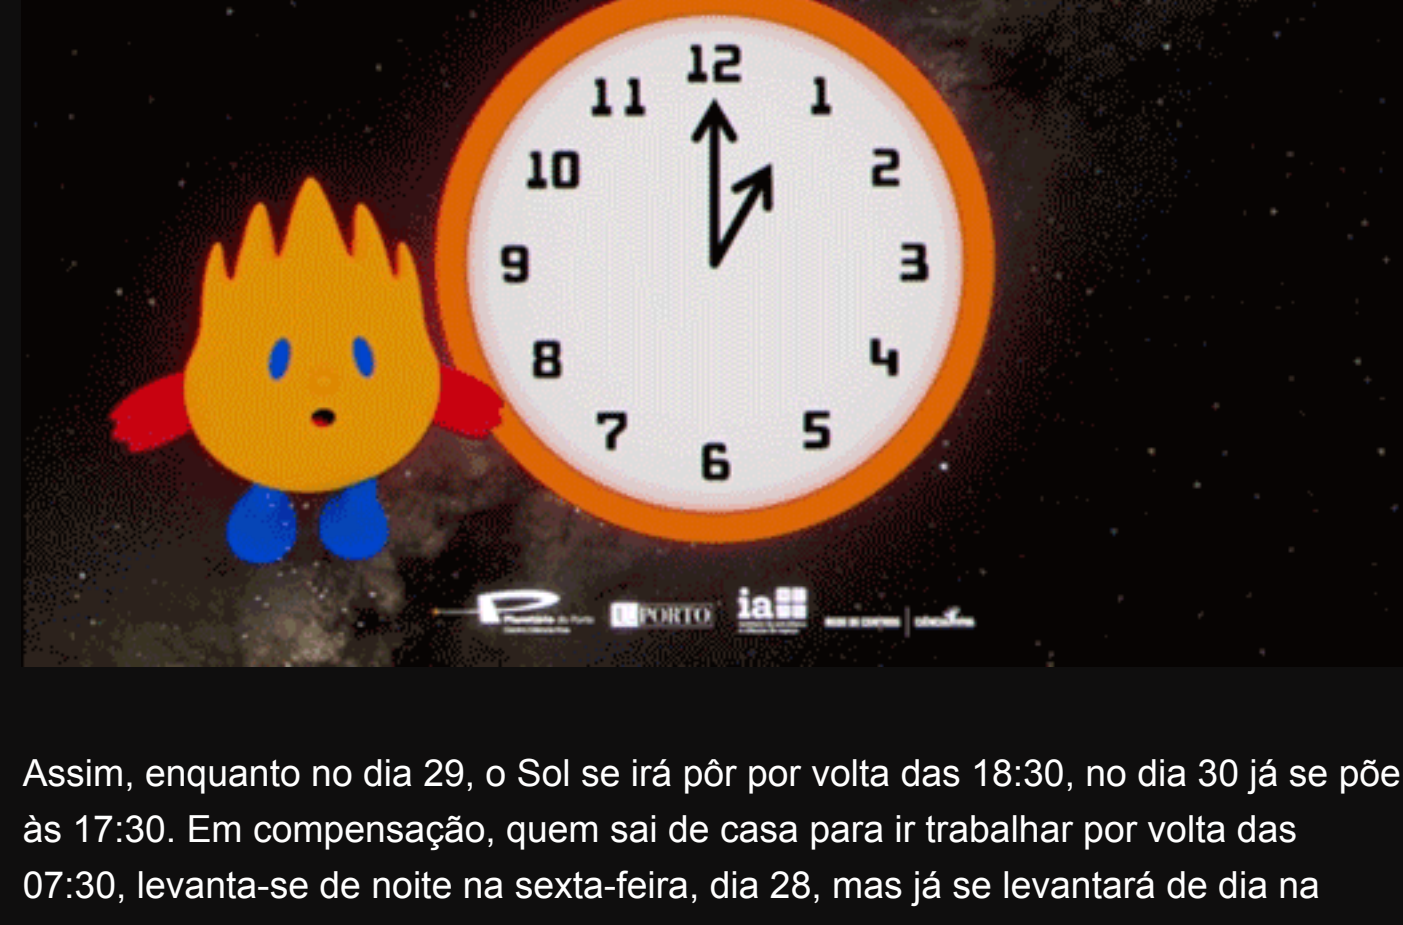 12
11 1
10 2
9 3
8 4
7 5
6
Planetário do Porto
U.PORTO
ia
Assim, enquanto no dia 29, o Sol se irá pôr por volta das 18:30, no dia 30 já se põe
às 17:30. Em compensação, quem sai de casa para ir trabalhar por volta das
07:30, levanta-se de noite na sexta-feira, dia 28, mas já se levantará de dia na